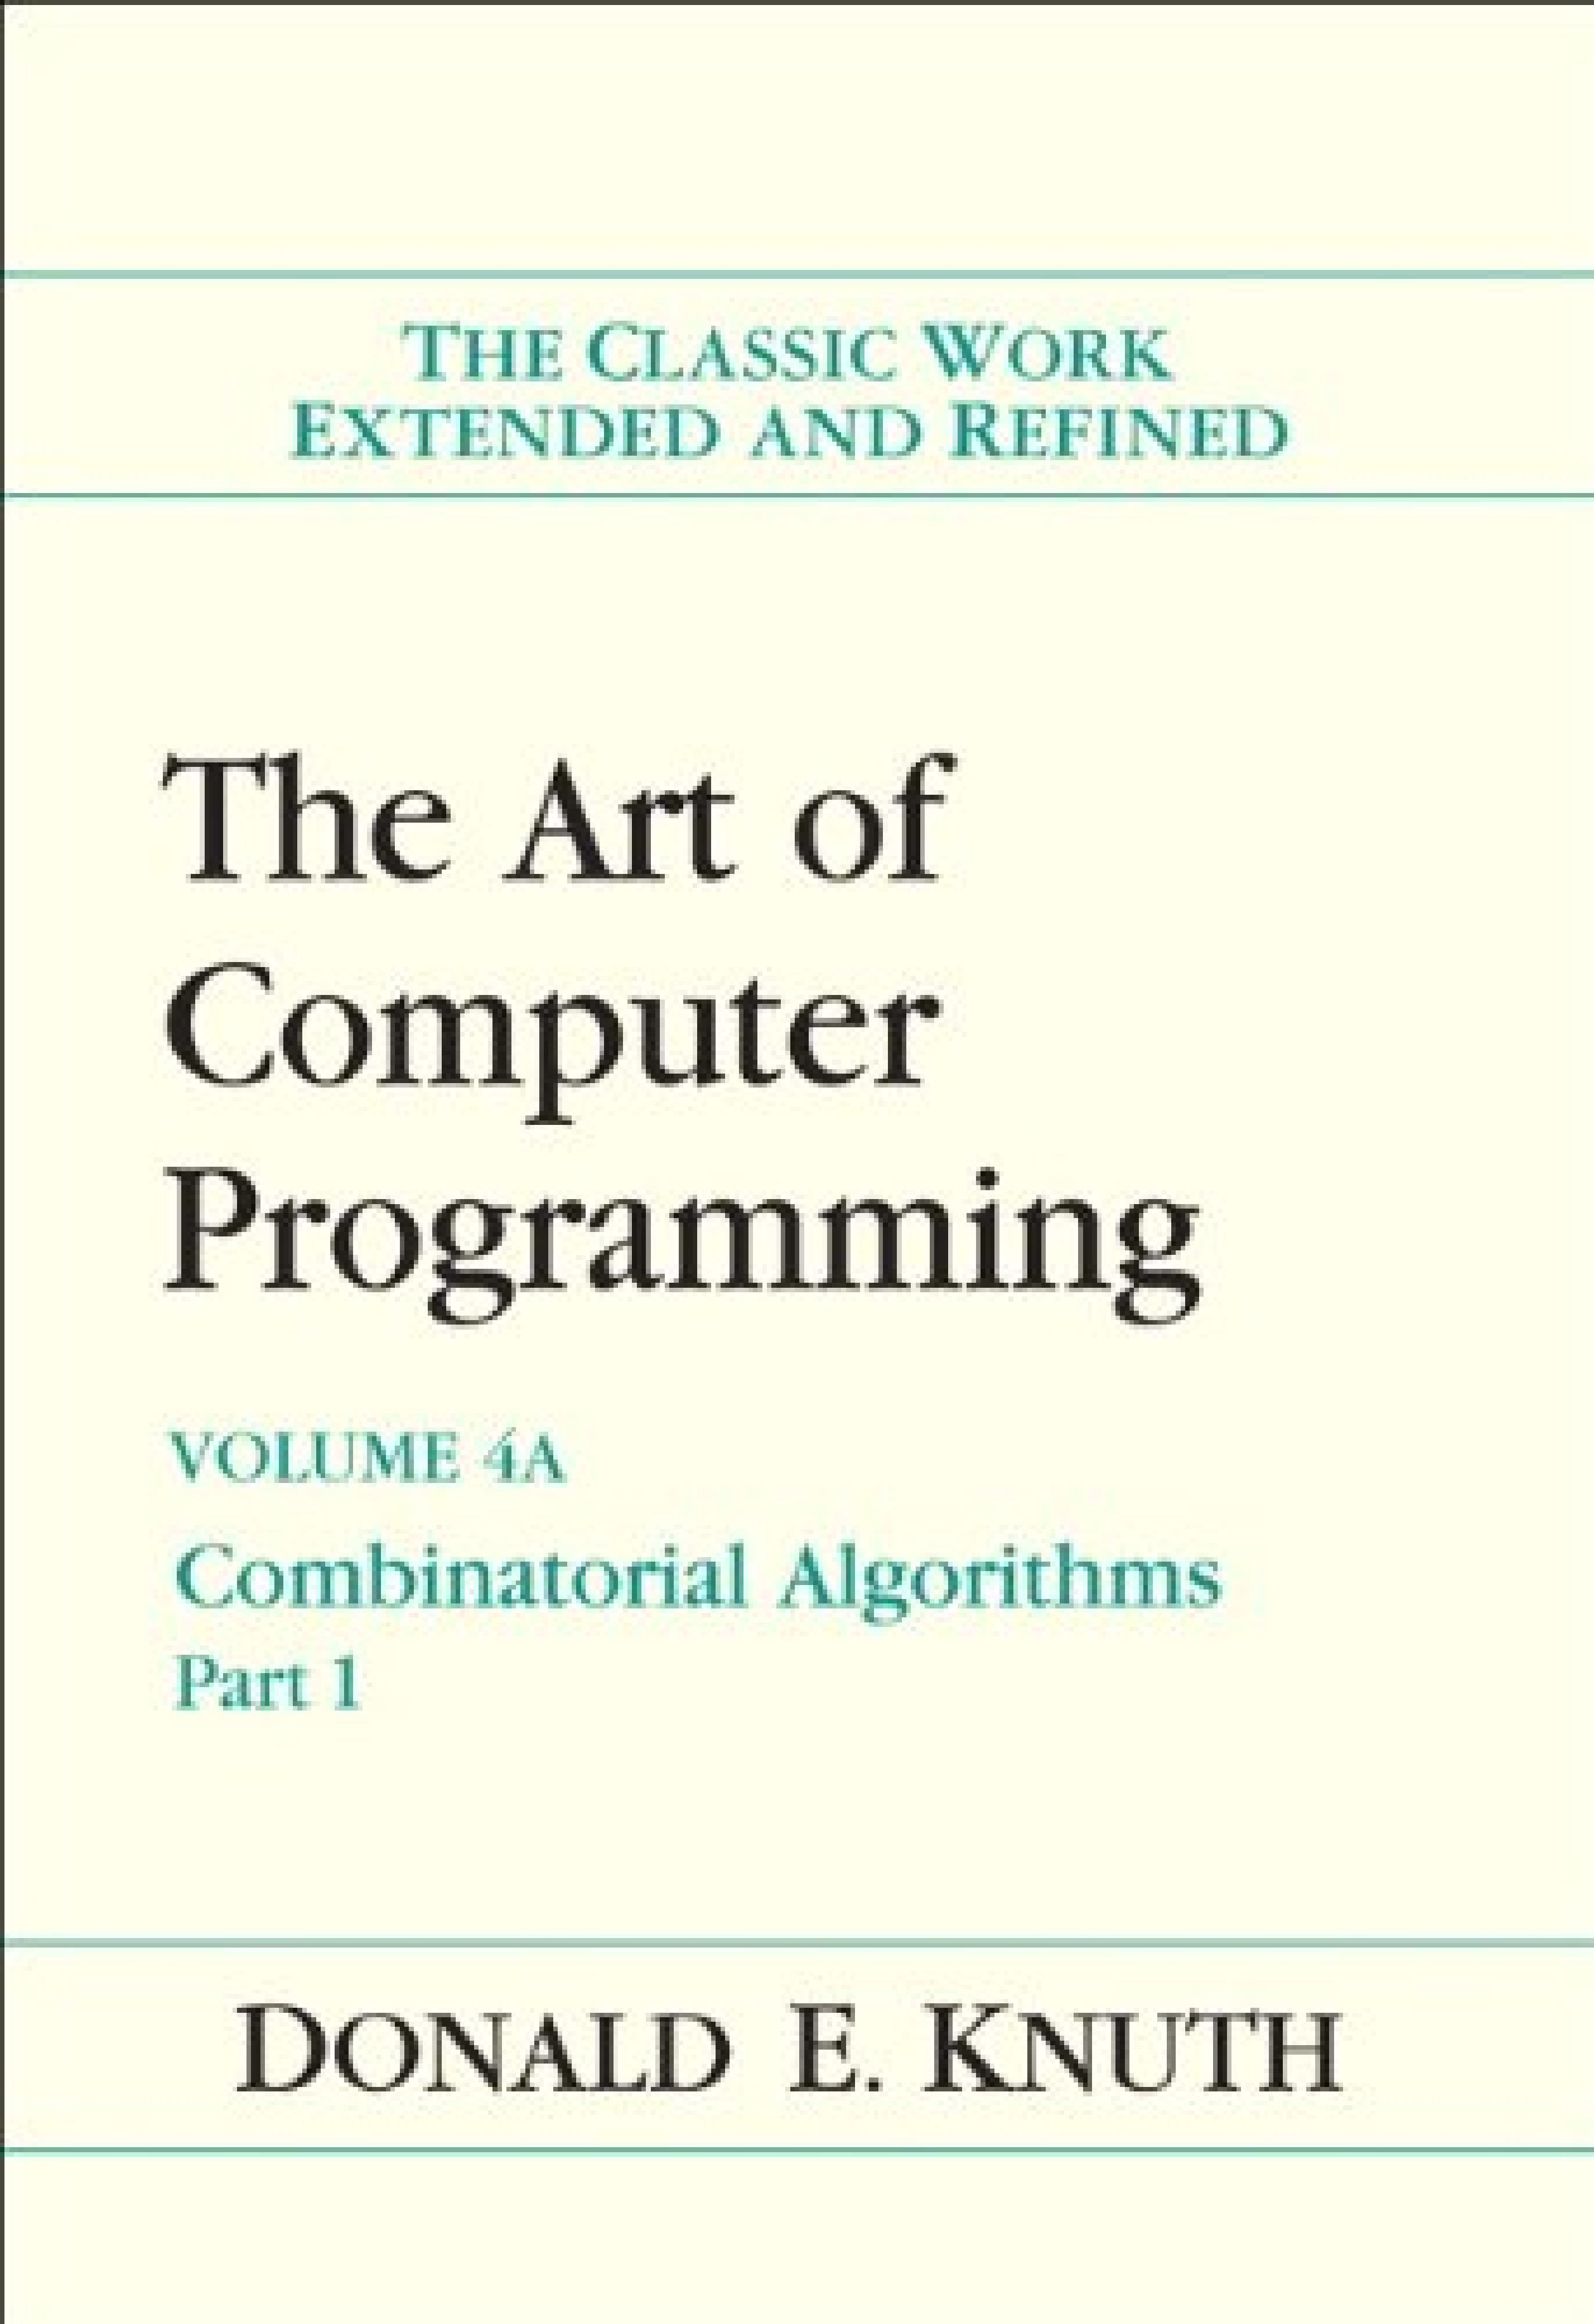 THE CLASSIC WORK
EXTENDED AND REFINED
The Art of
Computer
Programming
VOLUME 4A
Combinatorial Algorithms
Part 1
DONALD E. KNUTH